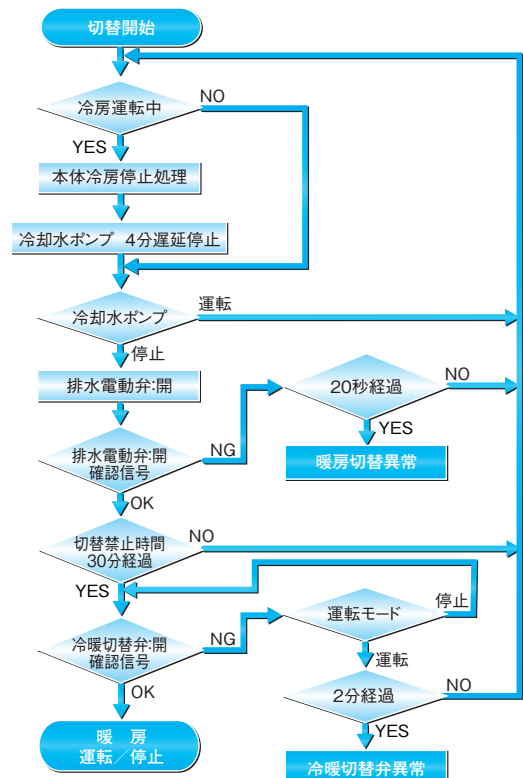 切替開始
冷房運転中
NO
YES
本体冷房停止処理
冷却水ポンプ 4分遅延停止
冷却水ポンプ
運転
停止
排水電動弁:開
20秒経過
NO
YES
暖房切替異常
排水電動弁:開
確認信号
NG
OK
切替禁止時間
30分経過
NO
YES
冷暖切替弁:開
確認信号
NG
運転モード
停止
運転
OK
2分経過
NO
YES
冷暖切替弁異常
暖 房
運転/停止